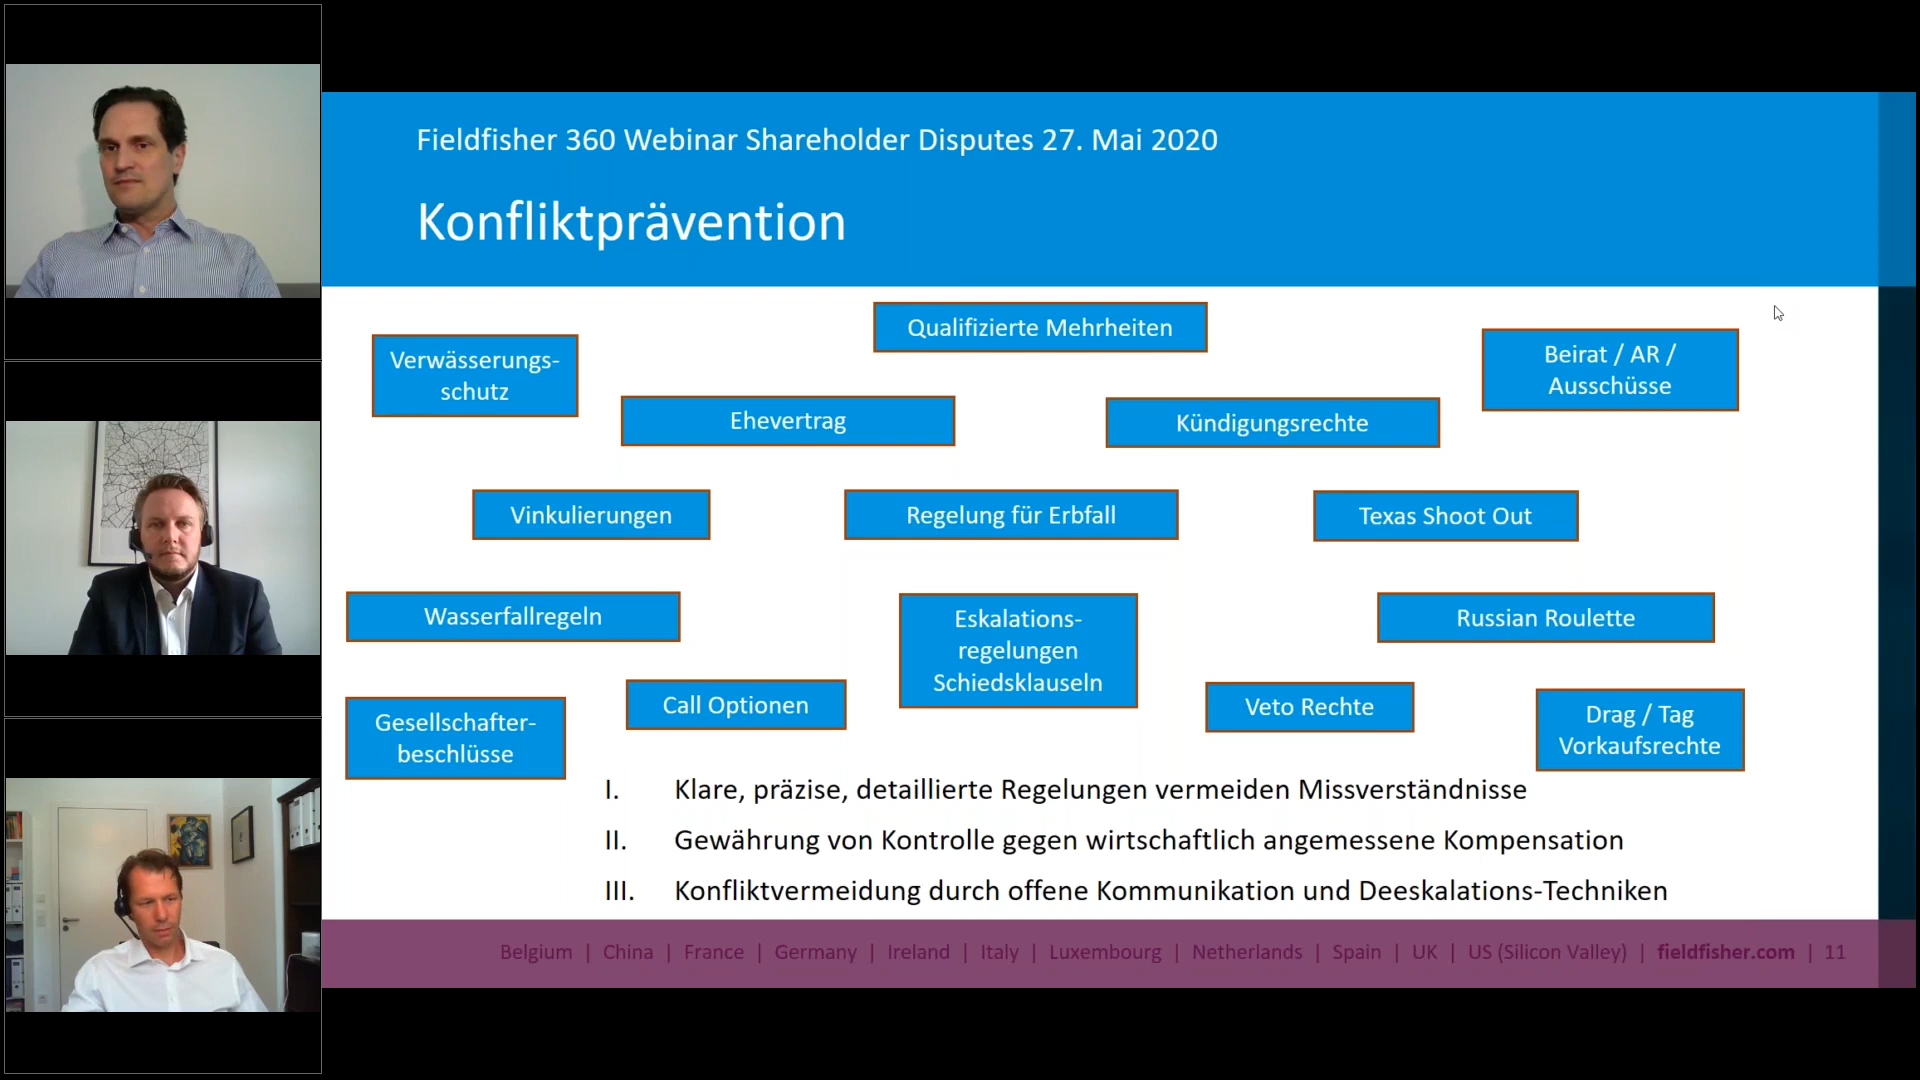 Fieldfisher 360 Webinar Shareholder Disputes 27. Mai 2020
Konfliktprävention
Qualifizierte Mehrheiten
Verwässerungs-
schutz
Beirat / AR /
Ausschüsse
Ehevertrag
Kündigungsrechte
Vinkulierungen
Regelung für Erbfall
Texas Shoot Out
Wasserfallregeln
Eskalations-
regelungen
Schiedsklauseln
Russian Roulette
Gesellschafter-
beschlüsse
Call Optionen
Veto Rechte
Drag / Tag
Vorkaufsrechte
I. Klare, präzise, detaillierte Regelungen vermeiden Missverständnisse
II. Gewährung von Kontrolle gegen wirtschaftlich angemessene Kompensation
III. Konfliktvermeidung durch offene Kommunikation und Deeskalations-Techniken
Belgium | China | France | Germany | Ireland | Italy | Luxembourg | Netherlands | Spain | UK | US (Silicon Valley) | fieldfisher.com | 11